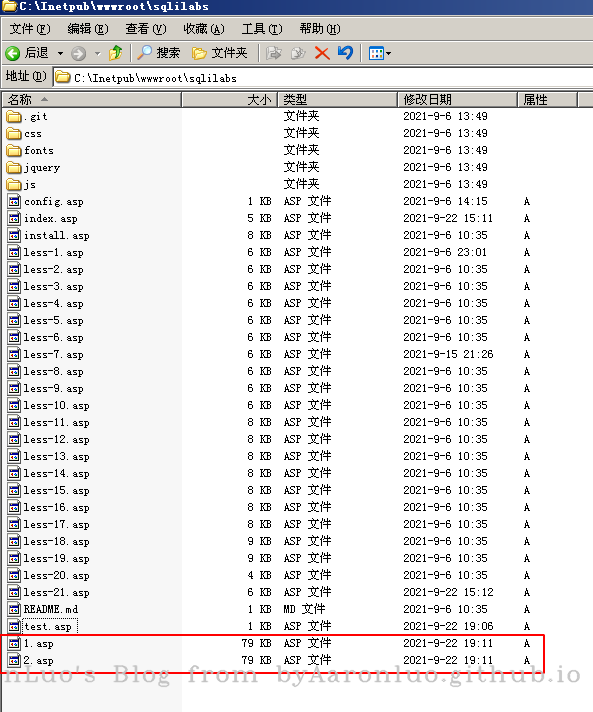 C:\Inetpub\wwwroot\sqlilabs
文件(F) 编辑(E) 查看(V) 收藏(A) 工具(T) 帮助(H)
后退 搜索 文件夹
地址(D) C:\Inetpub\wwwroot\sqlilabs
名称 大小 类型 修改日期 属性
.git 文件夹 2021-9-6 13:49
css 文件夹 2021-9-6 13:49
fonts 文件夹 2021-9-6 13:49
jquery 文件夹 2021-9-6 13:49
js 文件夹 2021-9-6 13:49
config.asp 1 KB ASP 文件 2021-9-6 14:15 A
index.asp 5 KB ASP 文件 2021-9-22 15:11 A
install.asp 8 KB ASP 文件 2021-9-6 10:35 A
less-1.asp 6 KB ASP 文件 2021-9-6 23:01 A
less-2.asp 6 KB ASP 文件 2021-9-6 10:35 A
less-3.asp 6 KB ASP 文件 2021-9-6 10:35 A
less-4.asp 6 KB ASP 文件 2021-9-6 10:35 A
less-5.asp 6 KB ASP 文件 2021-9-6 10:35 A
less-6.asp 6 KB ASP 文件 2021-9-6 10:35 A
less-7.asp 6 KB ASP 文件 2021-9-15 21:26 A
less-8.asp 6 KB ASP 文件 2021-9-6 10:35 A
less-9.asp 6 KB ASP 文件 2021-9-6 10:35 A
less-10.asp 6 KB ASP 文件 2021-9-6 10:35 A
less-11.asp 8 KB ASP 文件 2021-9-6 10:35 A
less-12.asp 8 KB ASP 文件 2021-9-6 10:35 A
less-13.asp 8 KB ASP 文件 2021-9-6 10:35 A
less-14.asp 8 KB ASP 文件 2021-9-6 10:35 A
less-15.asp 8 KB ASP 文件 2021-9-6 10:35 A
less-16.asp 8 KB ASP 文件 2021-9-6 10:35 A
less-17.asp 8 KB ASP 文件 2021-9-6 10:35 A
less-18.asp 9 KB ASP 文件 2021-9-6 10:35 A
less-19.asp 9 KB ASP 文件 2021-9-6 10:35 A
less-20.asp 4 KB ASP 文件 2021-9-6 10:35 A
less-21.asp 6 KB ASP 文件 2021-9-22 15:12 A
README.md 1 KB MD 文件 2021-9-6 10:35 A
test.asp 1 KB ASP 文件 2021-9-22 19:06 A
1.asp 79 KB ASP 文件 2021-9-22 19:11 A
2.asp 79 KB ASP 文件 2021-9-22 19:11 A
nLuo's Blog from byAaronluo.github.io